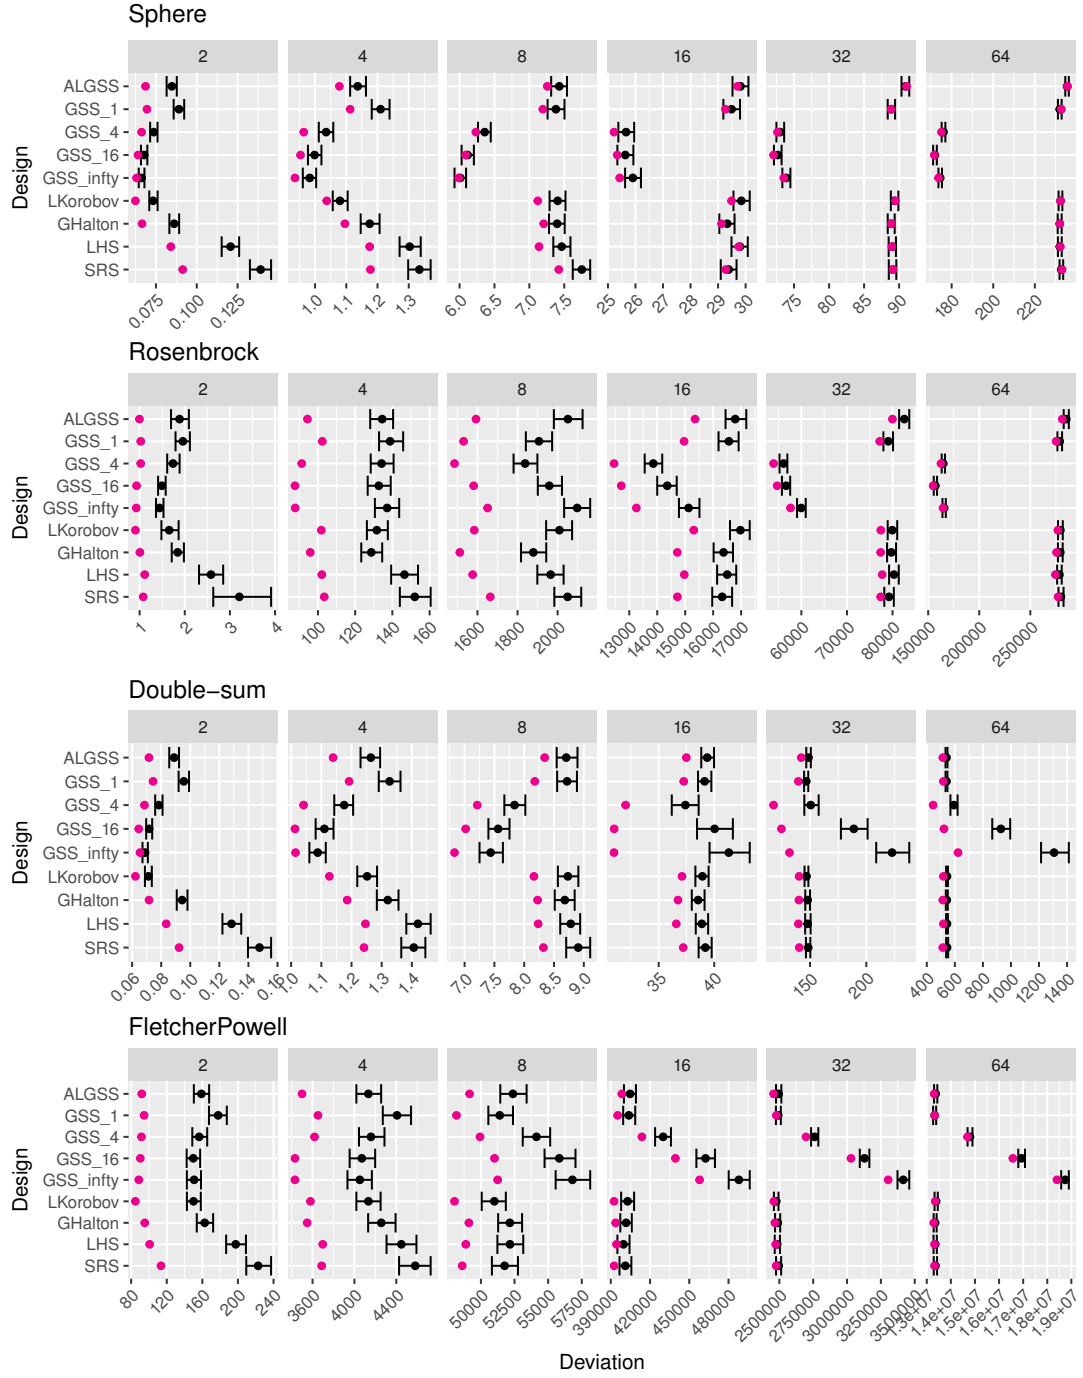 Sphere
2 4 8 16 32 64
Design
ALGSS
GSS_1
GSS_4
GSS_16
GSS_infty
LKorobov
GHalton
LHS
SRS
0.075 0.100 0.125 1.0 1.1 1.2 1.3 6.0 6.5 7.0 7.5 25 26 27 28 29 30 75 80 85 90 180 200 220
Rosenbrock
2 4 8 16 32 64
Design
ALGSS
GSS_1
GSS_4
GSS_16
GSS_infty
LKorobov
GHalton
LHS
SRS
1 2 3 4 100 120 140 160 1600 1800 2000 13000 14000 15000 16000 17000 60000 70000 80000 150000 200000 250000
Double−sum
2 4 8 16 32 64
Design
ALGSS
GSS_1
GSS_4
GSS_16
GSS_infty
LKorobov
GHalton
LHS
SRS
0.06 0.08 0.10 0.12 0.14 0.16 1.0 1.1 1.2 1.3 1.4 7.0 7.5 8.0 8.5 9.0 35 40 150 200 400 600 800 1000 1200 1400
FletcherPowell
2 4 8 16 32 64
Design
ALGSS
GSS_1
GSS_4
GSS_16
GSS_infty
LKorobov
GHalton
LHS
SRS
80 120 160 200 240 3600 4000 4400 50000 52500 55000 57500 390000 420000 450000 480000 2500000 2750000 3000000 3250000 3500000 1.3e+07 1.4e+07 1.5e+07 1.6e+07 1.7e+07 1.8e+07 1.9e+07
Deviation